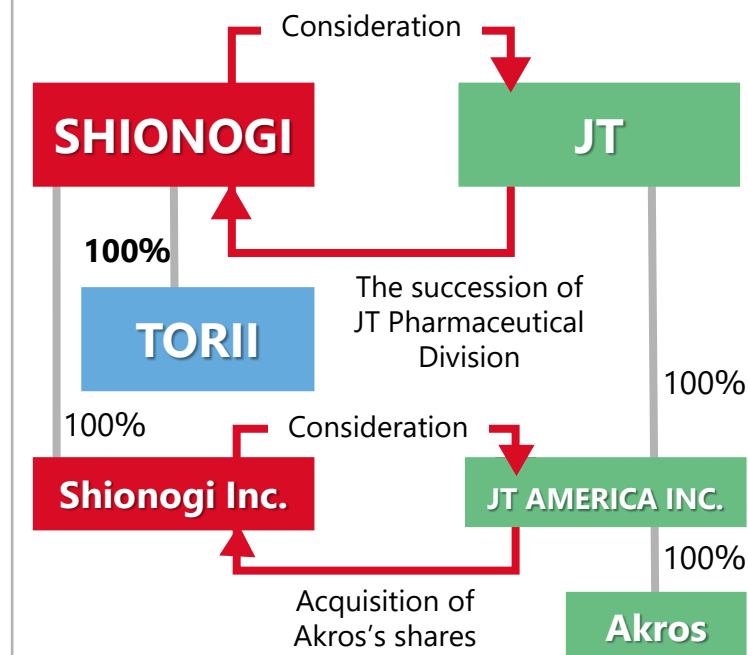 Consideration
SHIONOGI
JT
100%
The succession of
JT Pharmaceutical
Division
TORII
100%
100%
Consideration
Shionogi Inc.
JT AMERICA INC.
100%
Acquisition of
Akros's shares
Akros